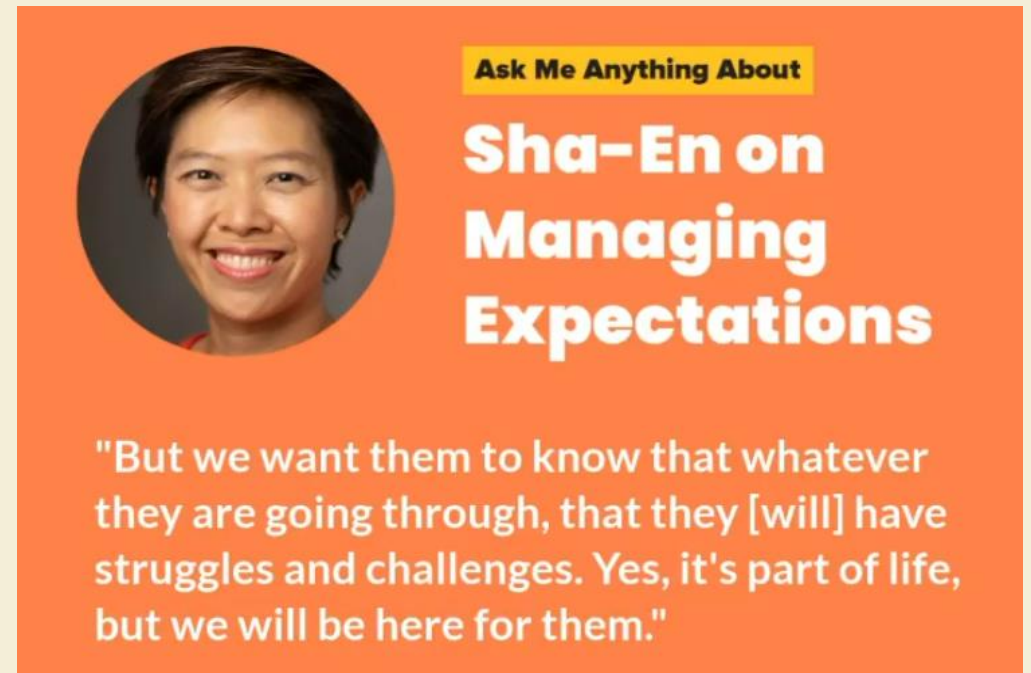 Ask Me Anything About
Sha-En on
Managing
Expectations
"But we want them to know that whatever
they are going through, that they [will] have
struggles and challenges. Yes, it's part of life,
but we will be here for them."